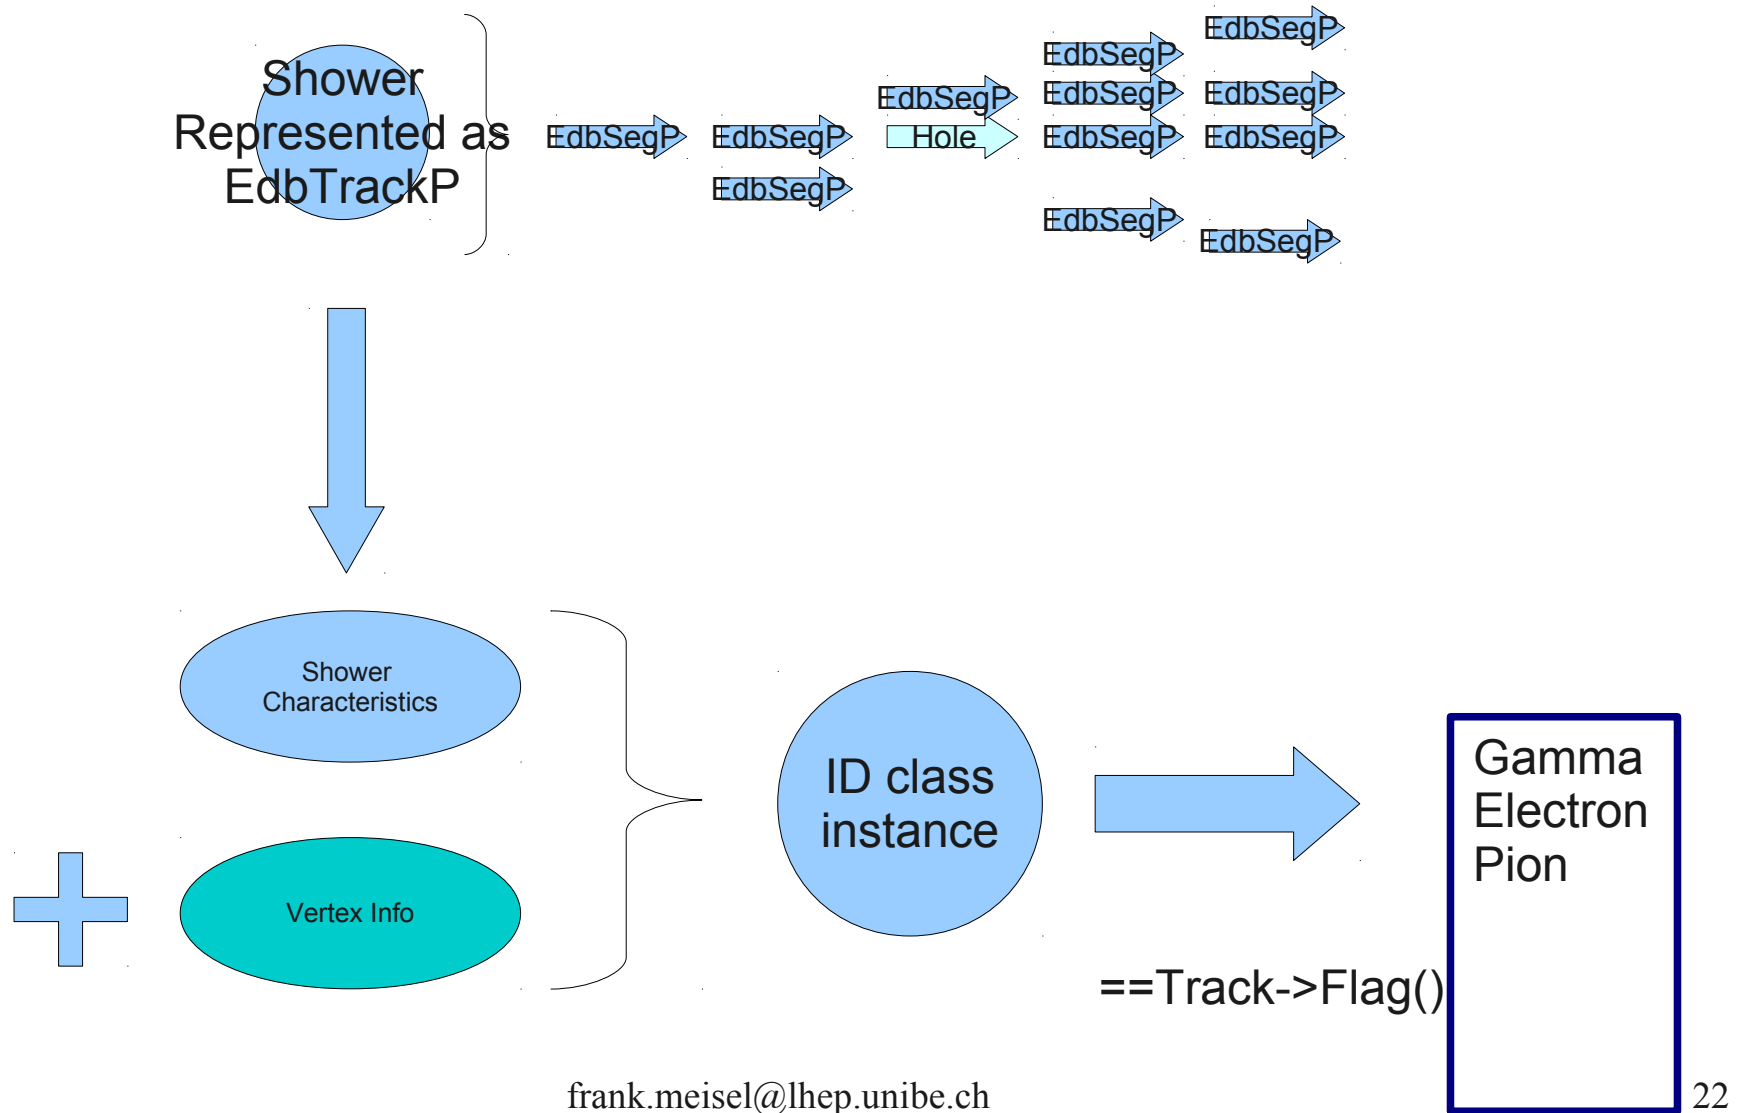 Shower
Represented as
EdbTrackP
EdbSegP
EdbSegP
EdbSegP
EdbSegP
Hole
EdbSegP
EdbSegP
EdbSegP
EdbSegP
EdbSegP
EdbSegP
EdbSegP
EdbSegP
Shower
Characteristics
Vertex Info
ID class
instance
Gamma
Electron
Pion
==Track->Flag()
frank.meisel@lhep.unibe.ch
22